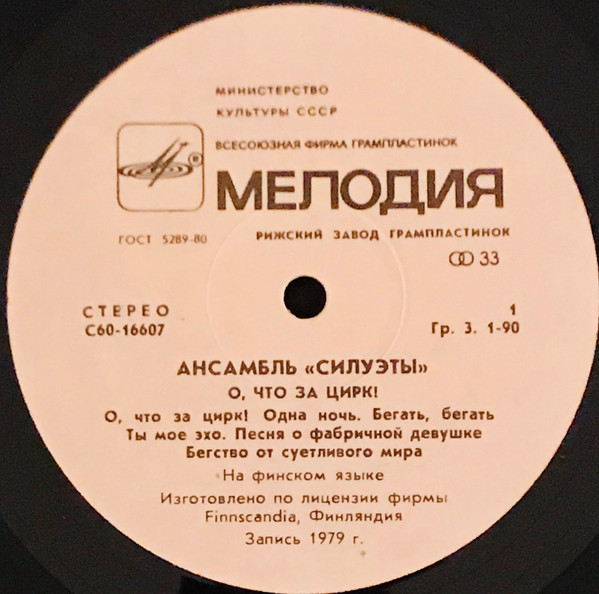 МИНИСТЕРСТВО
КУЛЬТУРЫ СССР
ВСЕСОЮЗНАЯ ФИРМА ГРАМПЛАСТИНОК
®
МЕЛОДИЯ
ГОСТ 5289-80
РИЖСКИЙ ЗАВОД ГРАМПЛАСТИНОК
33
СТЕРЕО
1
С60-16607
Гр. 3. 1-90
АНСАМБЛЬ «СИЛУЭТЫ»
О, ЧТО ЗА ЦИРК!
О, что за цирк! Одна ночь. Бегать, бегать
Ты мое эхо. Песня о фабричной девушке
Бегство от суетливого мира
На финском языке
Изготовлено по лицензии фирмы
Finnscandia, Финляндия
Запись 1979 г.